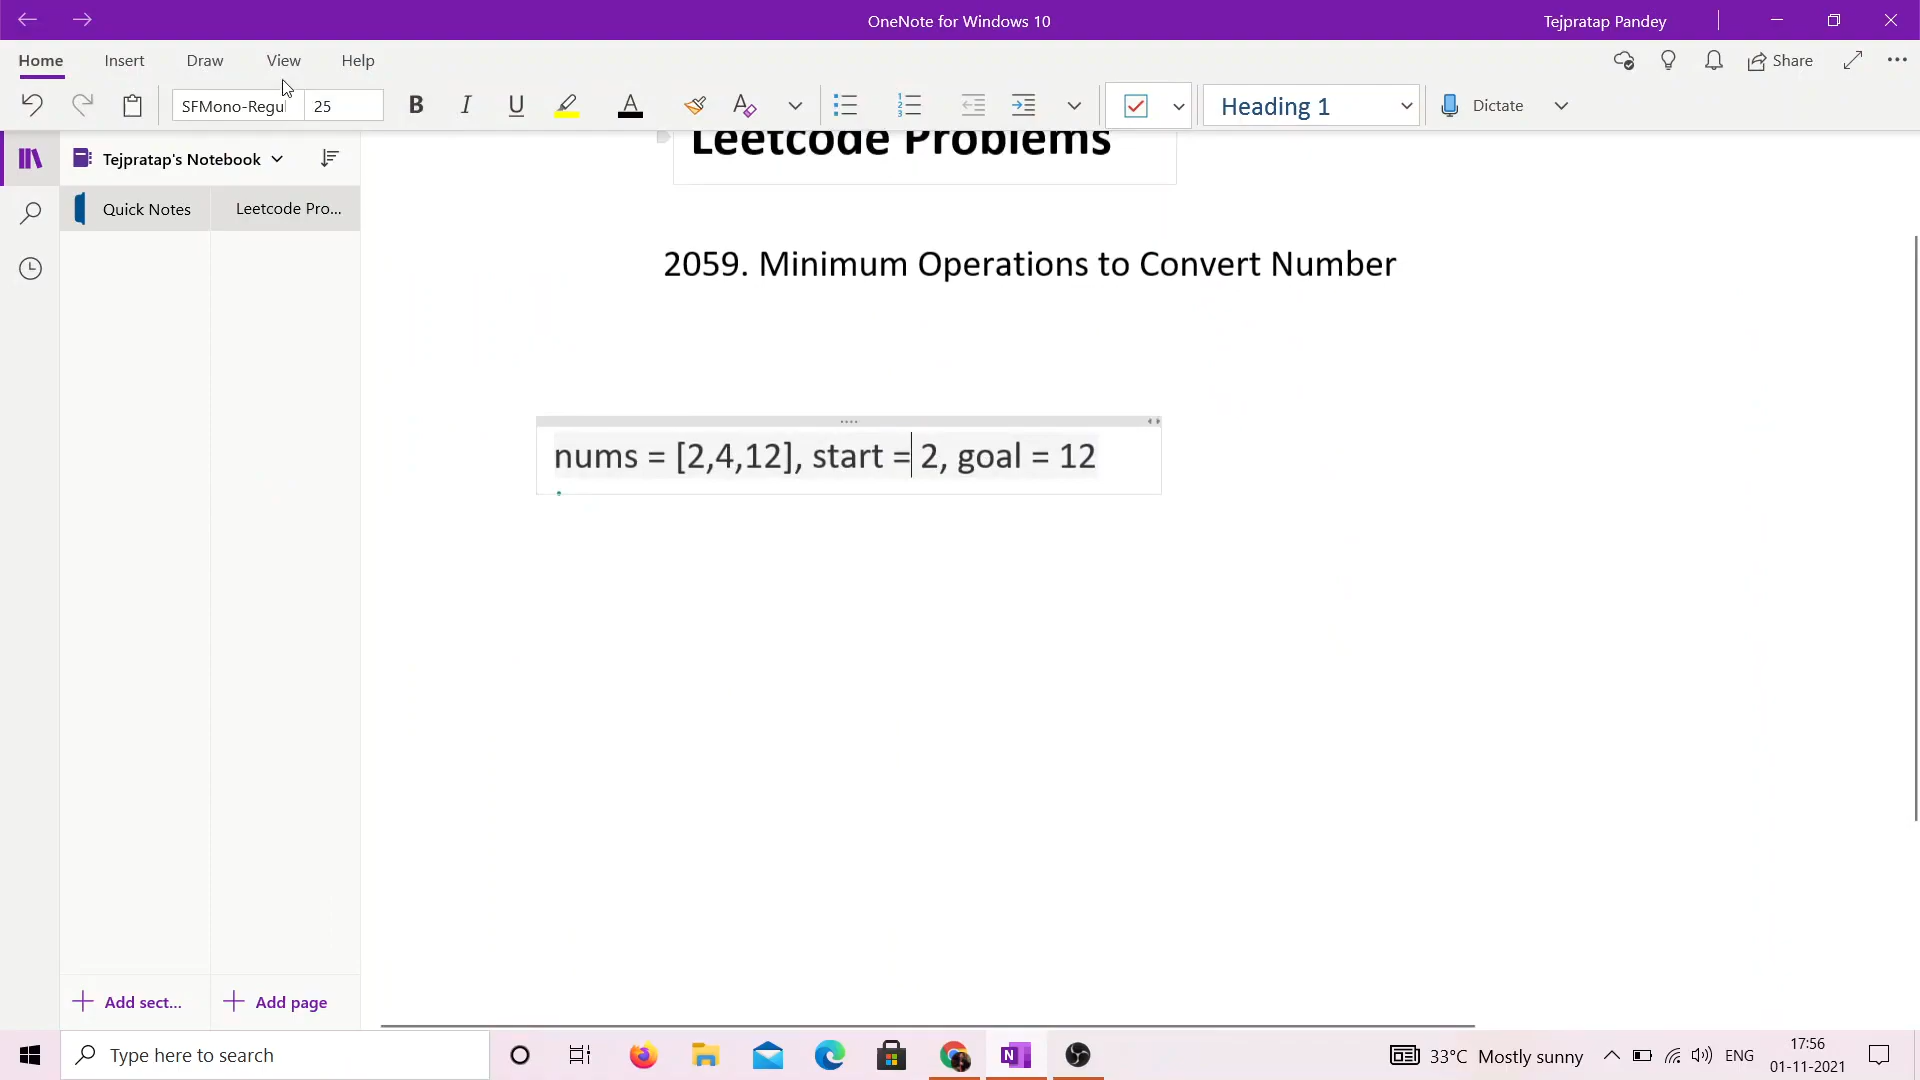 OneNote for Windows 10
Tejpratap Pandey
Home Insert Draw View Help
Share
SFMono-Regul 25
B I U A
Heading 1
Dictate
Tejpratap's Notebook
Quick Notes
Leetcode Pro...
Leetcode Problems
2059. Minimum Operations to Convert Number
nums = [2,4,12], start = 2, goal = 12
Add sect...
Add page
Type here to search
33°C Mostly sunny
ENG
17:56
01-11-2021